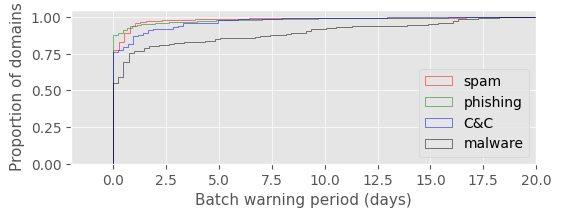 1.00
0.75
0.50
0.25
0.00
Proportion of domains
spam
phishing
C&C
malware
0.0 2.5 5.0 7.5 10.0 12.5 15.0 17.5 20.0
Batch warning period (days)